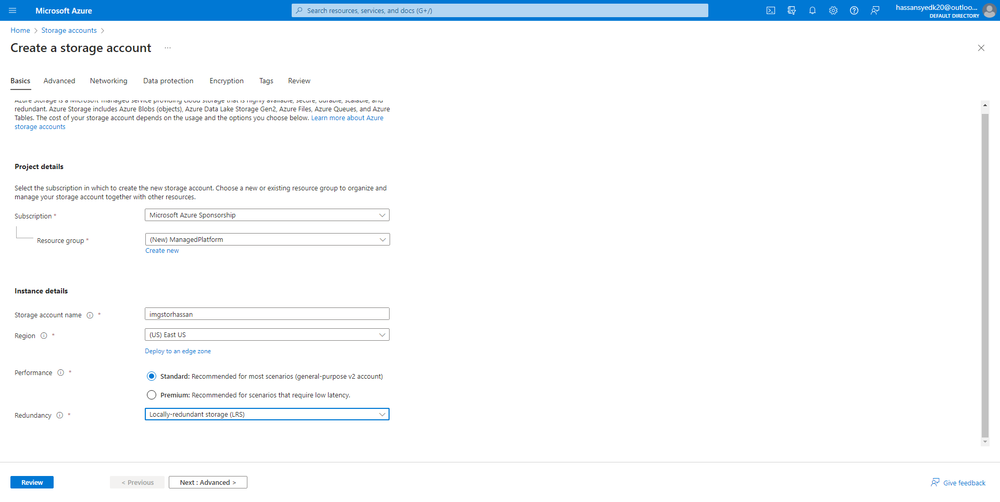 Microsoft Azure
Search resources, services, and docs (G+/)
hassansyedk20@outloo...
DEFAULT DIRECTORY
Home > Storage accounts >
Create a storage account ...
Basics Advanced Networking Data protection Encryption Tags Review
Azure Storage is a Microsoft-managed service providing cloud storage that is highly available, secure, durable, scalable, and
redundant. Azure Storage includes Azure Blobs (objects), Azure Data Lake Storage Gen2, Azure Files, Azure Queues, and Azure
Tables. The cost of your storage account depends on the usage and the options you choose below. Learn more about Azure
storage accounts
Project details
Select the subscription in which to create the new storage account. Choose a new or existing resource group to organize and
manage your storage account together with other resources.
Subscription *
Microsoft Azure Sponsorship
Resource group *
(New) ManagedPlatform
Create new
Instance details
Storage account name *
imgstorhassan
Region *
(US) East US
Deploy to an edge zone
Performance *
Standard: Recommended for most scenarios (general-purpose v2 account)
Premium: Recommended for scenarios that require low latency.
Redundancy *
Locally-redundant storage (LRS)
Review
< Previous
Next : Advanced >
Give feedback